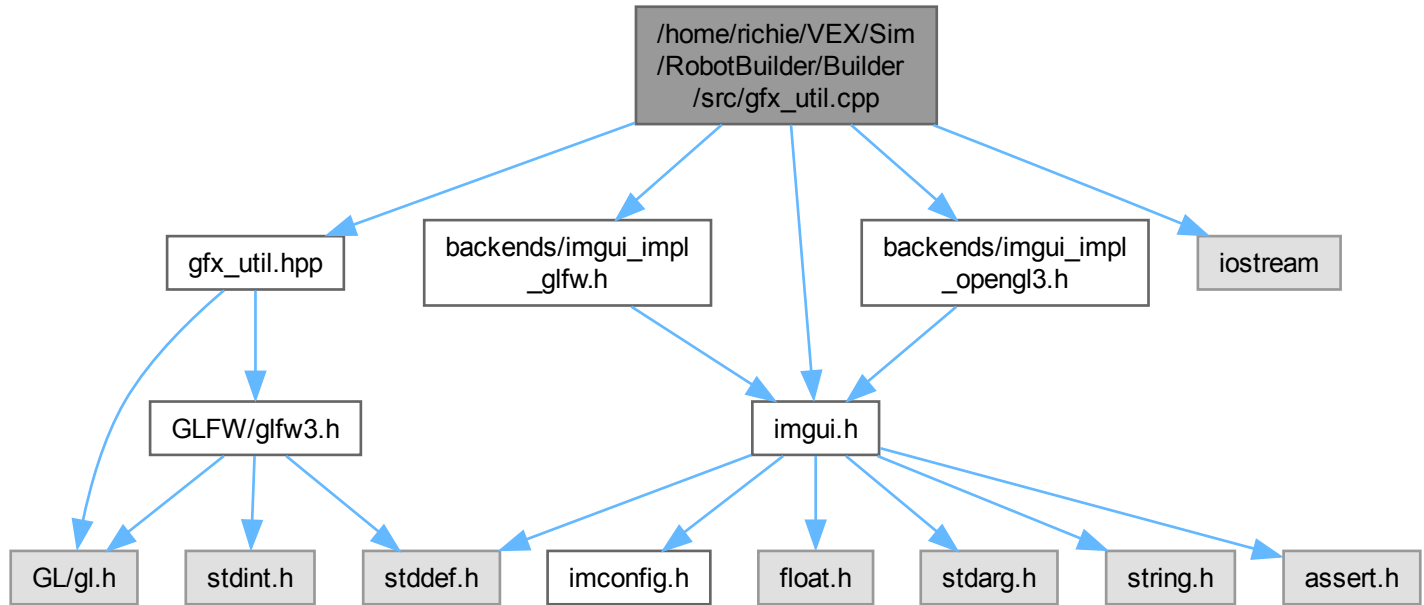 /home/richie/VEX/Sim
/RobotBuilder/Builder
/src/gfx_util.cpp
gfx_util.hpp
backends/imgui_impl
_glfw.h
backends/imgui_impl
_opengl3.h
iostream
GLFW/glfw3.h
imgui.h
GL/gl.h
stdint.h
stddef.h
imconfig.h
float.h
stdarg.h
string.h
assert.h